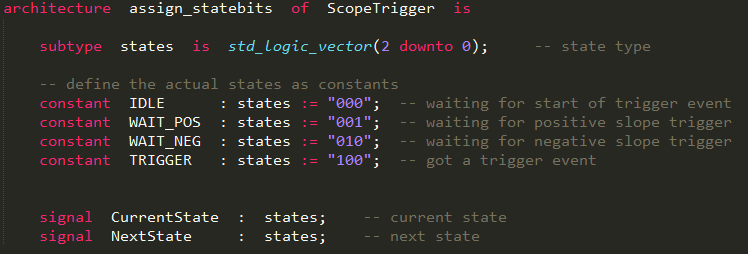 architecture assign_statebits of ScopeTrigger is
subtype states is std_logic_vector(2 downto 0); -- state type
-- define the actual states as constants
constant IDLE : states := "000"; -- waiting for start of trigger event
constant WAIT_POS : states := "001"; -- waiting for positive slope trigger
constant WAIT_NEG : states := "010"; -- waiting for negative slope trigger
constant TRIGGER : states := "100"; -- got a trigger event
signal CurrentState : states; -- current state
signal NextState : states; -- next state